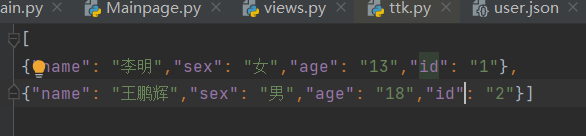 ain.py Mainpage.py views.py ttk.py user.json
[
{"name": "李明","sex": "女","age": "13","id": "1"},
{"name": "王鹏辉","sex": "男","age": "18","id": "2"}]